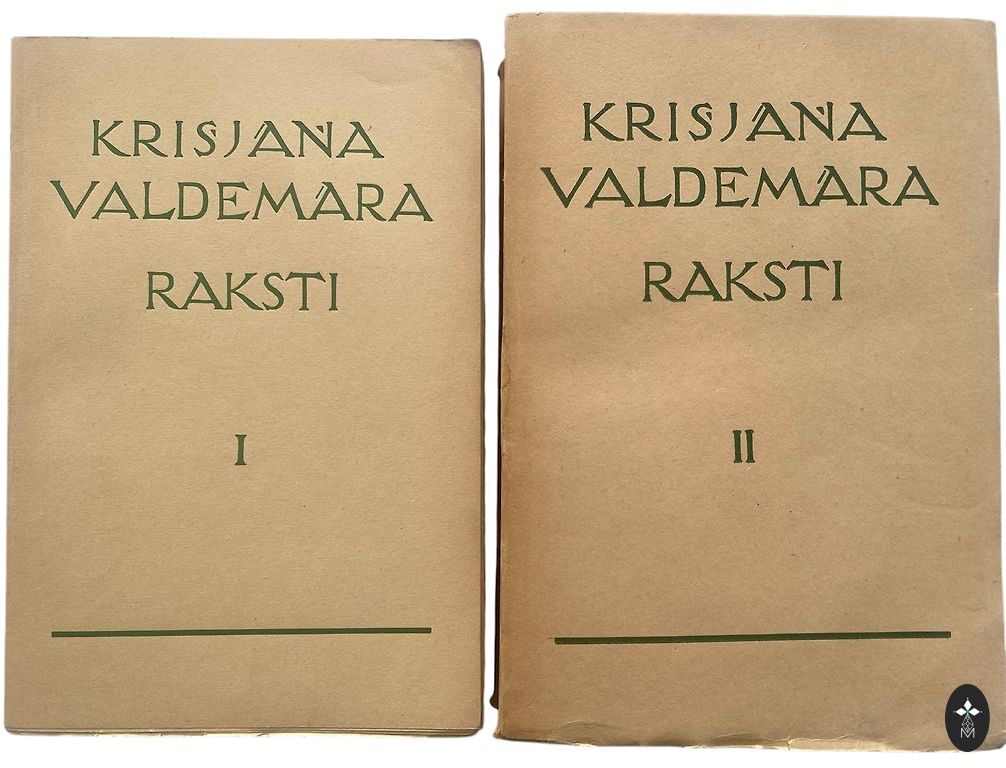 KRIŠJĀŅA
VALDEMĀRA
RAKSTI
I
KRIŠJĀŅA
VALDEMĀRA
RAKSTI
II
M